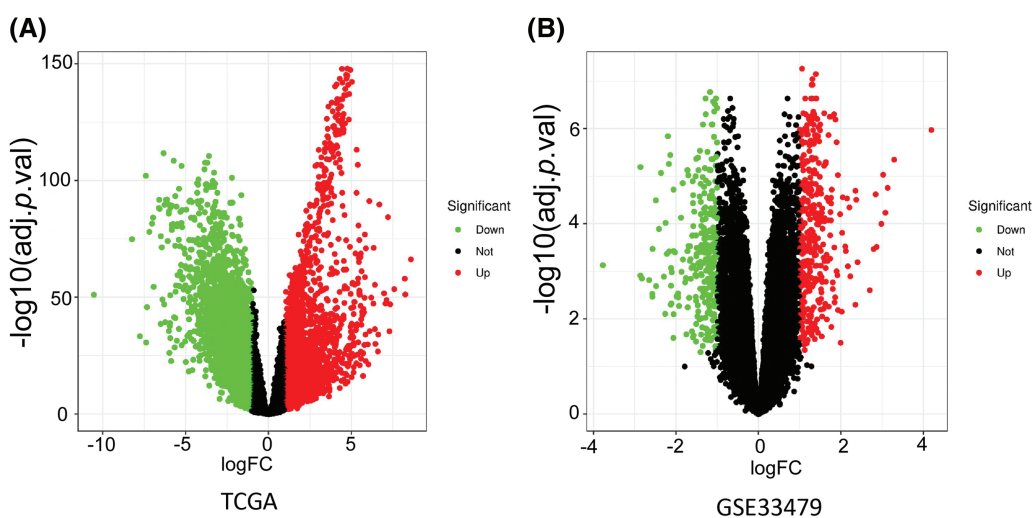 (A)
-log10(adj.p.val)
150
100
50
0
-10
-5
0
5
logFC
TCGA
Significant
Down
Not
Up
(B)
-log10(adj.p.val)
6
4
2
0
-4
-2
0
2
4
logFC
GSE33479
Significant
Down
Not
Up